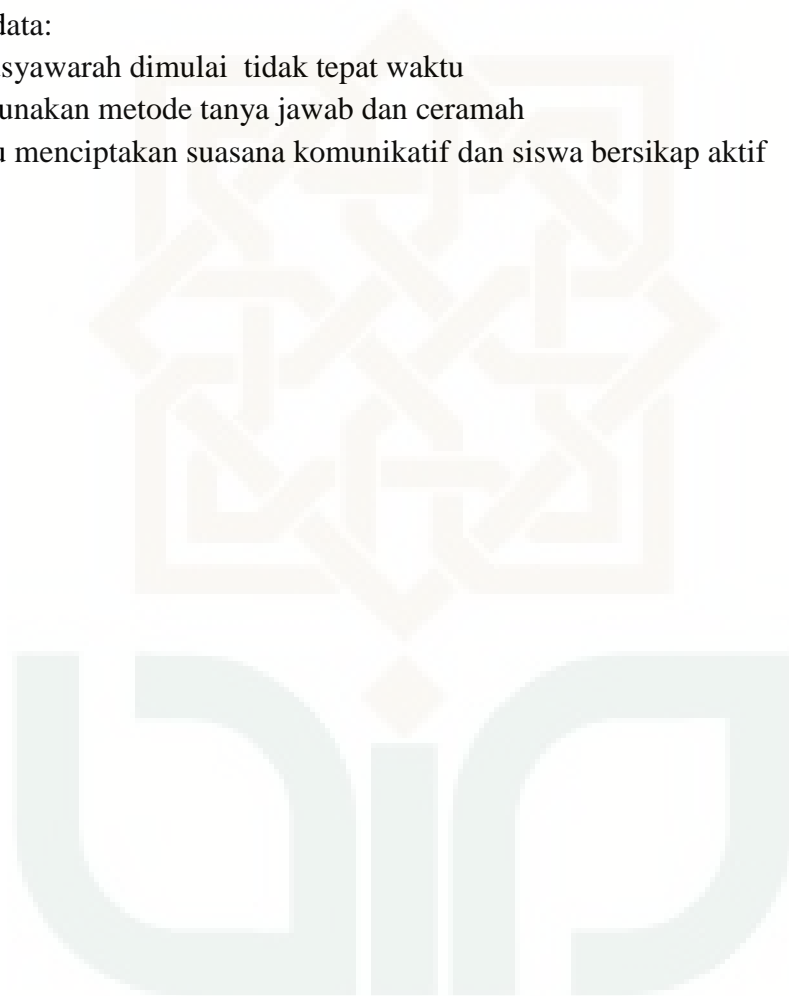 data:
syawarah dimulai  tidak tepat waktu
unakan metode tanya jawab dan ceramah
u menciptakan suasana komunikatif dan siswa bersikap aktif